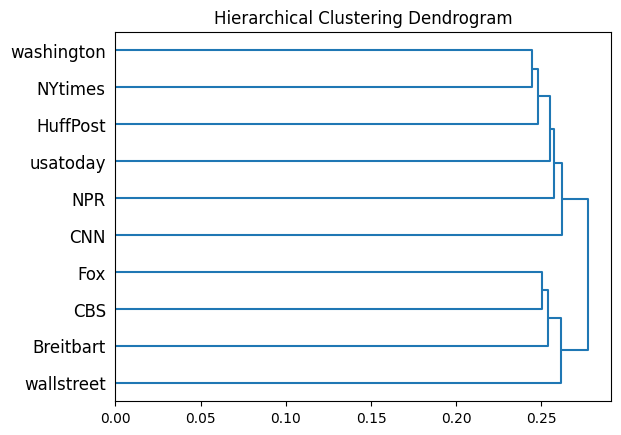 Hierarchical Clustering Dendrogram
washington
NYtimes
HuffPost
usatoday
NPR
CNN
Fox
CBS
Breitbart
wallstreet
0.00 0.05 0.10 0.15 0.20 0.25